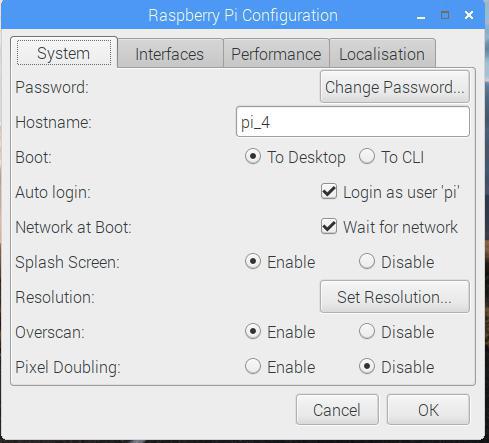 Raspberry Pi Configuration
System Interfaces Performance Localisation
Password: Change Password...
Hostname: pi_4
Boot: To Desktop To CLI
Auto login: Login as user 'pi'
Network at Boot: Wait for network
Splash Screen: Enable Disable
Resolution: Set Resolution...
Overscan: Enable Disable
Pixel Doubling: Enable Disable
Cancel OK